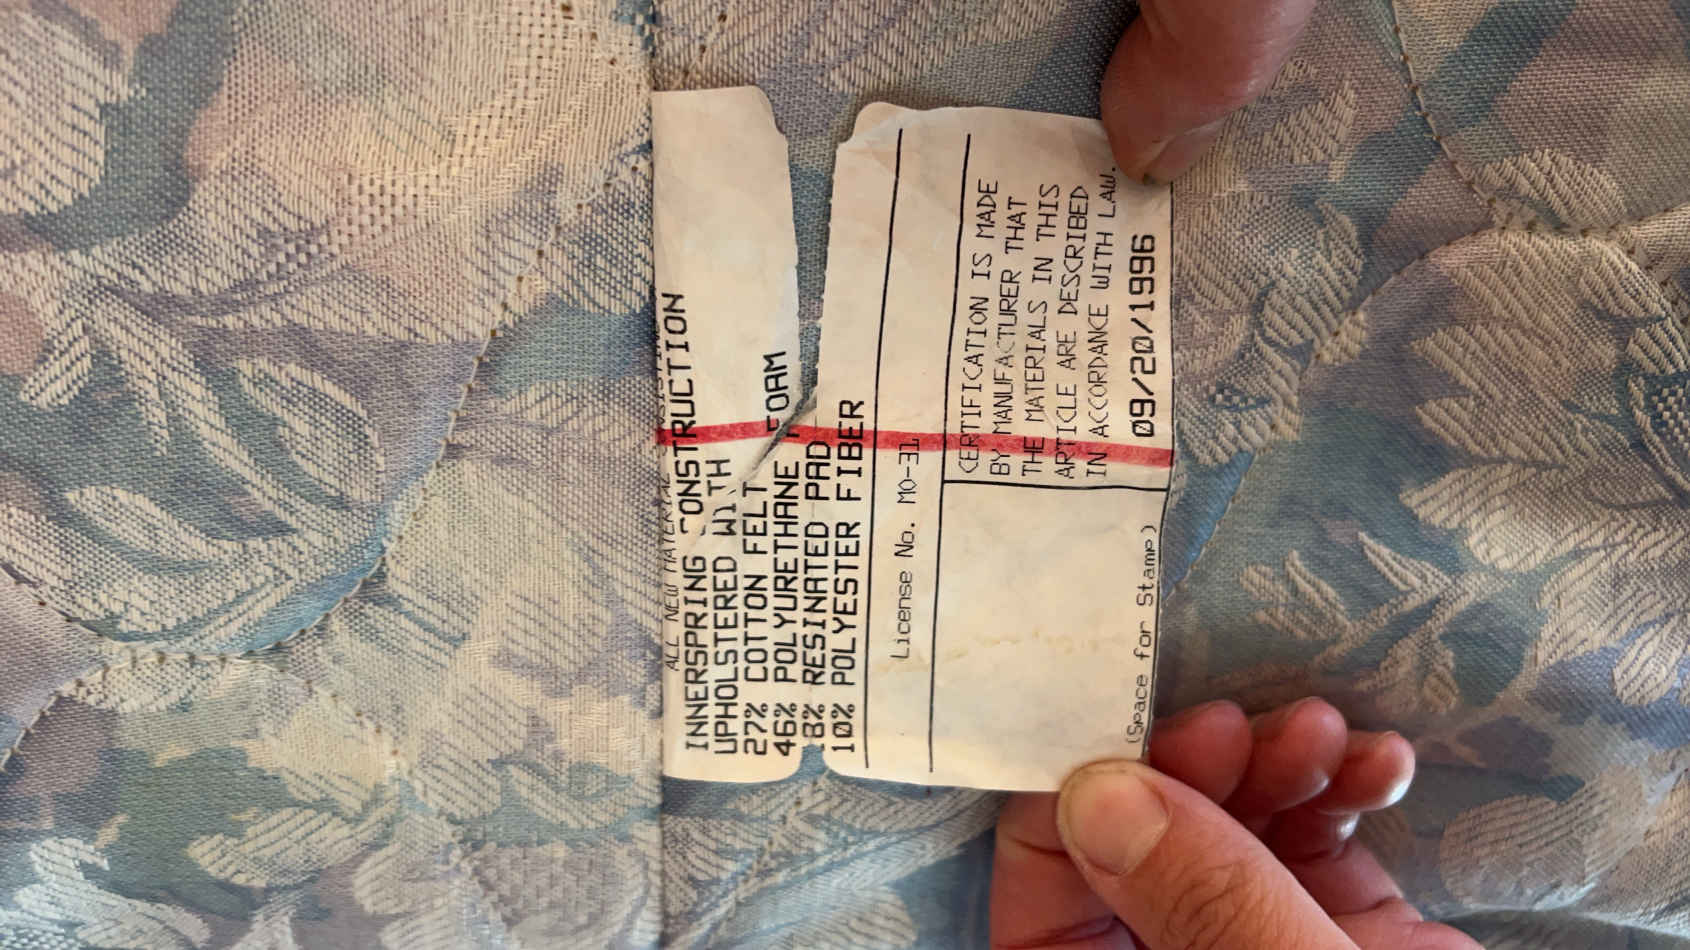 ALL NEW MATERIAL
INNERSPRING CONSTRUCTION
UPHOLSTERED WITH
27% COTTON FELT
46% POLYURETHANE FOAM
18% RESINATED PAD
10% POLYESTER FIBER
License No. MO-31
CERTIFICATION IS MADE
BY MANUFACTURER THAT
THE MATERIALS IN THIS
ARTICLE ARE DESCRIBED
IN ACCORDANCE WITH LAW.
09/20/1996
(Space for Stamp)